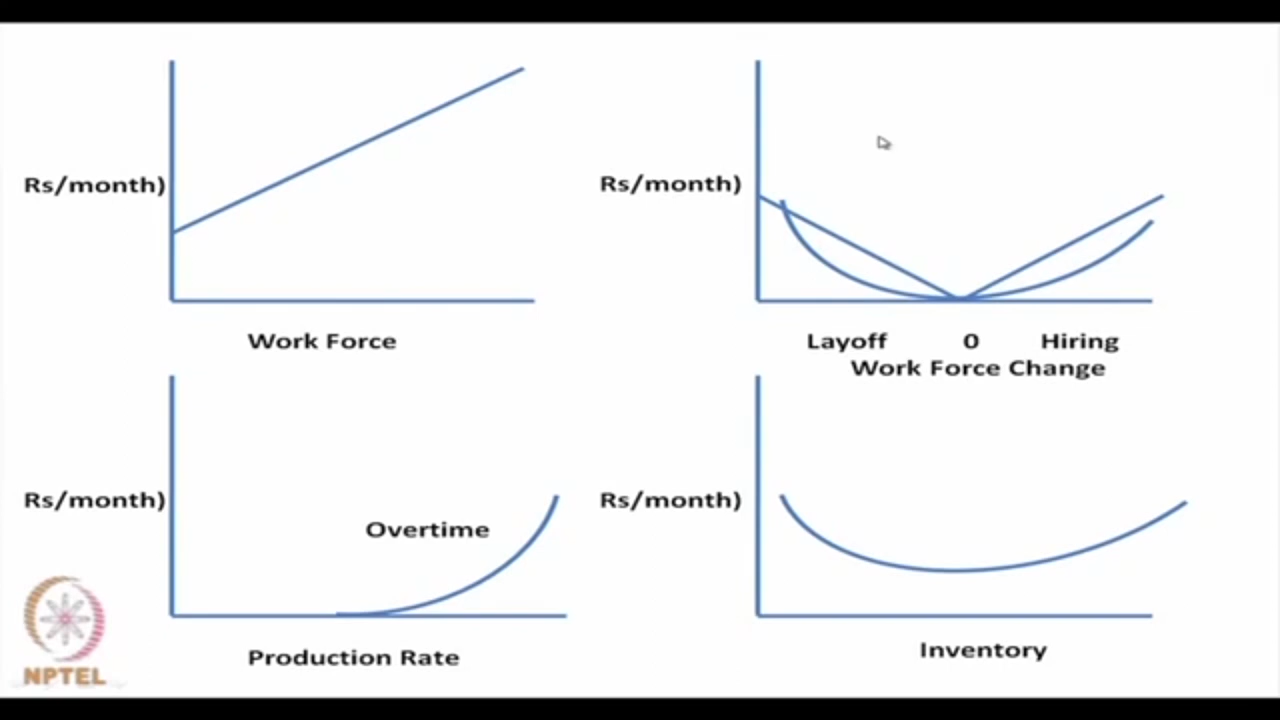 Rs/month)
Work Force
Rs/month)
Layoff 0 Hiring
Work Force Change
Rs/month)
Overtime
Production Rate
Rs/month)
Inventory
NPTEL